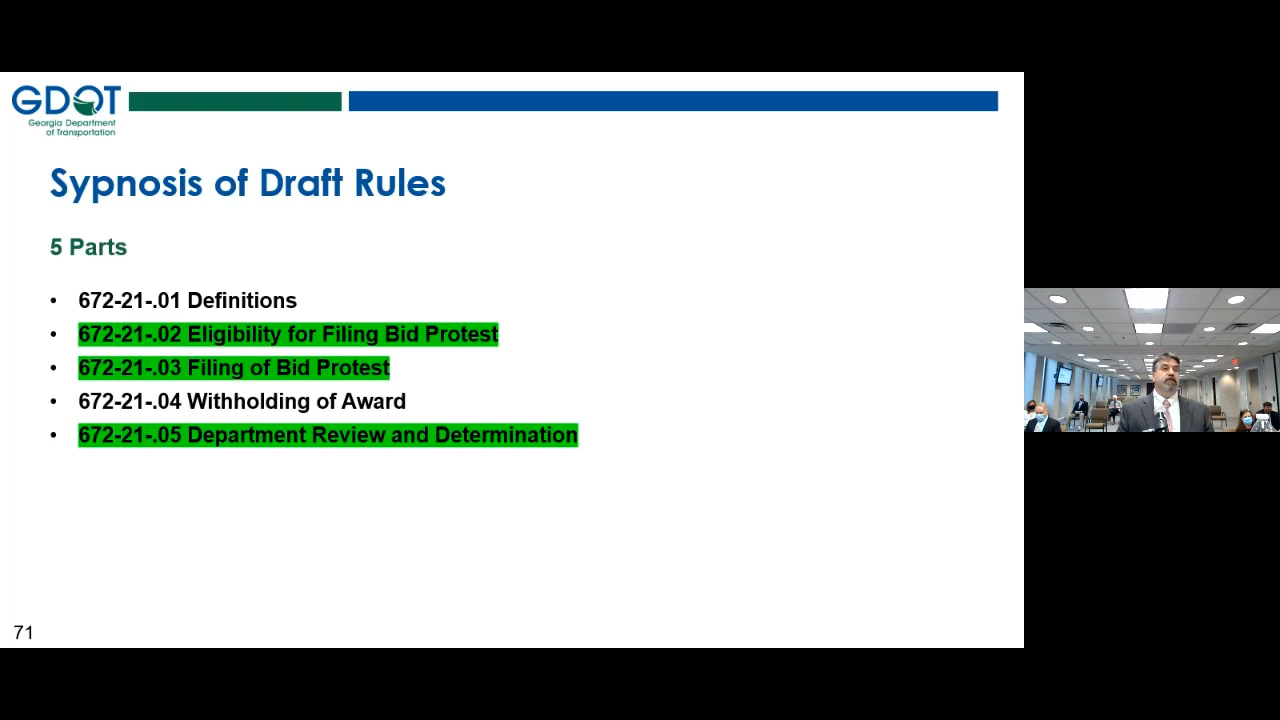 GDOT
Georgia Department
of Transportation
Sypnosis of Draft Rules
5 Parts
• 672-21-.01 Definitions
• 672-21-.02 Eligibility for Filing Bid Protest
• 672-21-.03 Filing of Bid Protest
• 672-21-.04 Withholding of Award
• 672-21-.05 Department Review and Determination
71